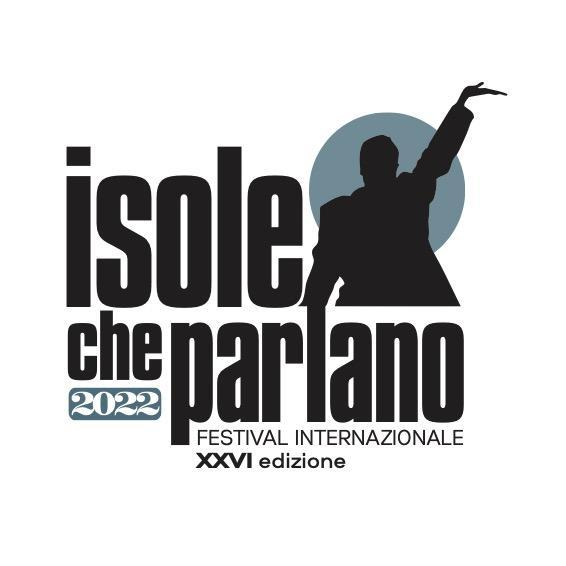 isole
che parlano
2022
FESTIVAL INTERNAZIONALE
XXVI edizione